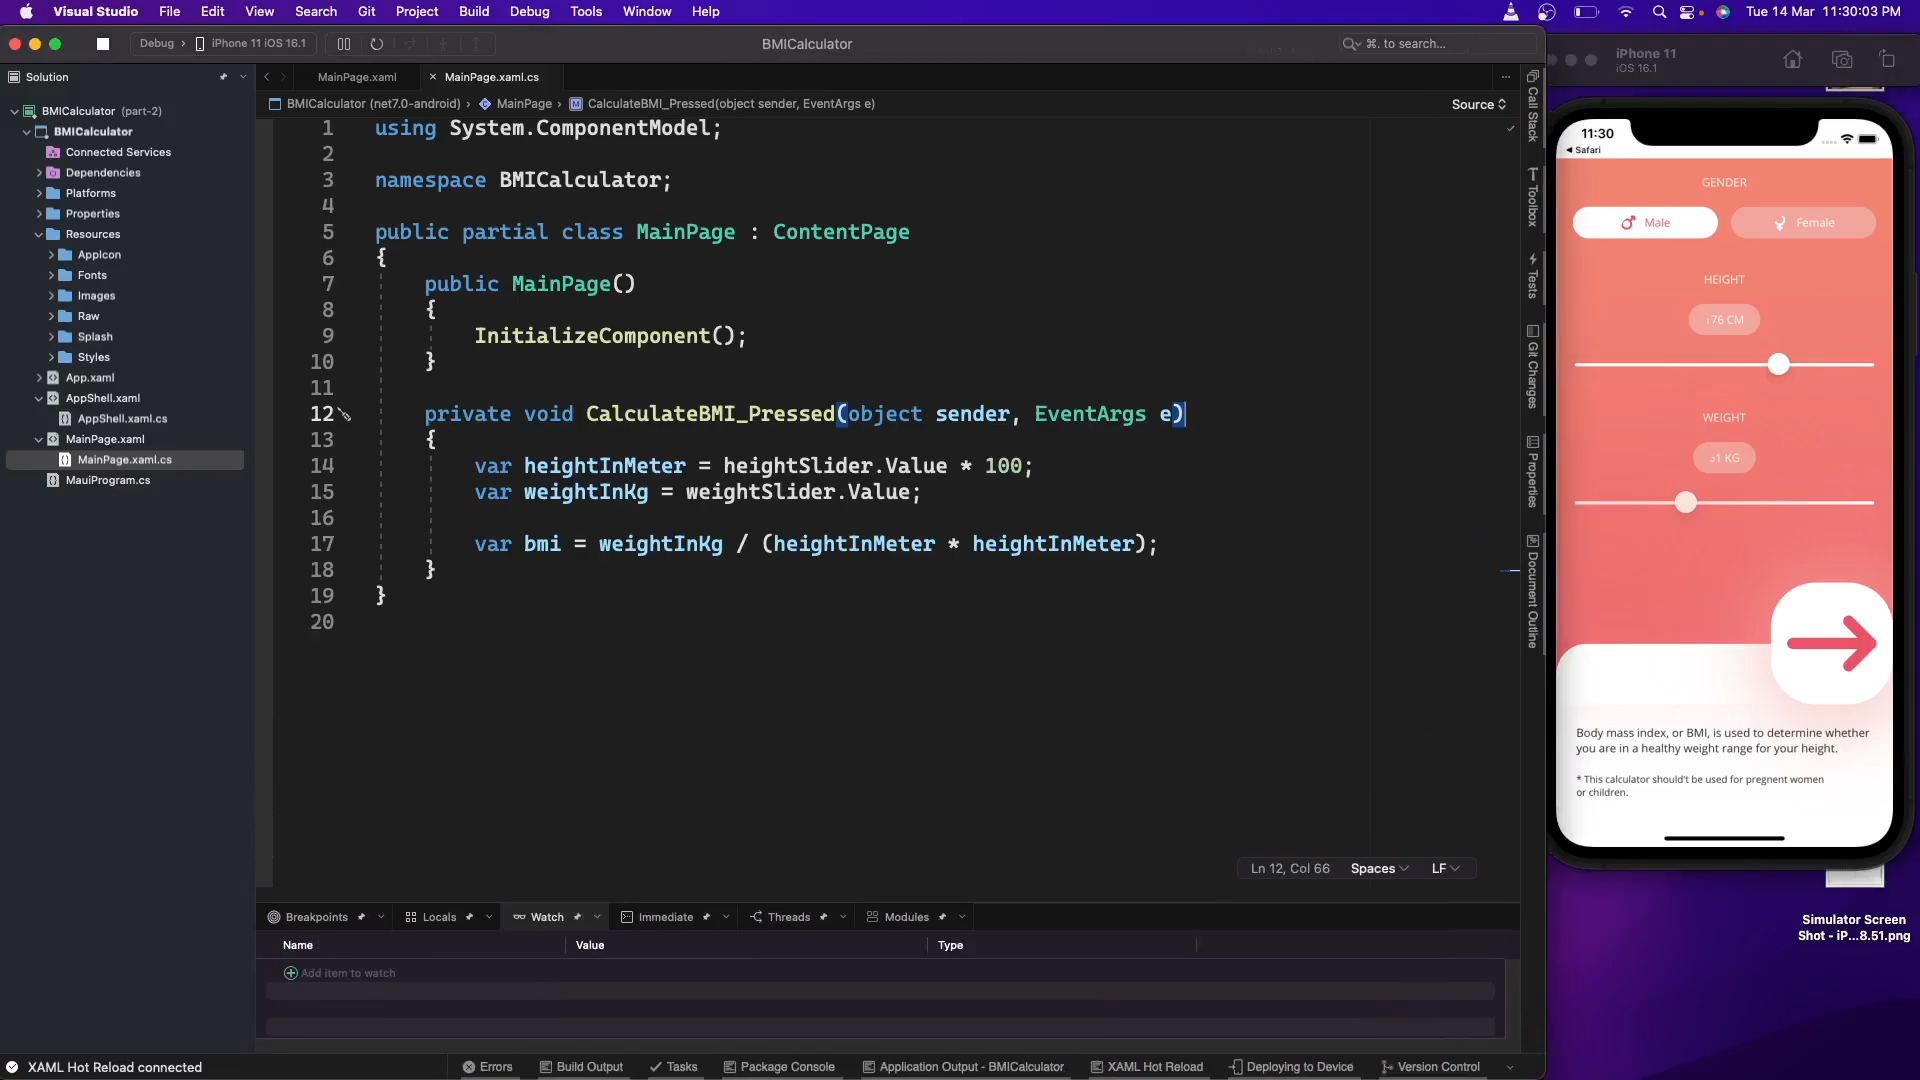 Visual Studio File Edit View Search Git Project Build Debug Tools Window Help
Tue 14 Mar 11:30:03 PM
Debug > iPhone 11 iOS 16.1
BMICalculator
⌘. to search...
iPhone 11
iOS 16.1
Solution
BMICalculator (part-2)
BMICalculator
Connected Services
Dependencies
Platforms
Properties
Resources
AppIcon
Fonts
Images
Raw
Splash
Styles
App.xaml
AppShell.xaml
AppShell.xaml.cs
MainPage.xaml
MainPage.xaml.cs
MauiProgram.cs
MainPage.xaml
× MainPage.xaml.cs
BMICalculator (net7.0-android) > MainPage > CalculateBMI_Pressed(object sender, EventArgs e)
Source
1 using System.ComponentModel;
2
3 namespace BMICalculator;
4
5 public partial class MainPage : ContentPage
6 {
7 public MainPage()
8 {
9 InitializeComponent();
10 }
11
12 private void CalculateBMI_Pressed(object sender, EventArgs e)
13 {
14 var heightInMeter = heightSlider.Value * 100;
15 var weightInKg = weightSlider.Value;
16
17 var bmi = weightInKg / (heightInMeter * heightInMeter);
18 }
19 }
20
Ln 12, Col 66 Spaces LF
Call Stack
Toolbox
Tests
Git Changes
Properties
Document Outline
11:30
Safari
GENDER
Male
Female
HEIGHT
76 CM
WEIGHT
1 KG
Body mass index, or BMI, is used to determine whether
you are in a healthy weight range for your height.
* This calculator should't be used for pregnent women
or children.
Simulator Screen
Shot - iP...8.51.png
Breakpoints
Locals
Watch
Immediate
Threads
Modules
Name Value Type
Add item to watch
XAML Hot Reload connected
Errors
Build Output
Tasks
Package Console
Application Output - BMICalculator
XAML Hot Reload
Deploying to Device
Version Control